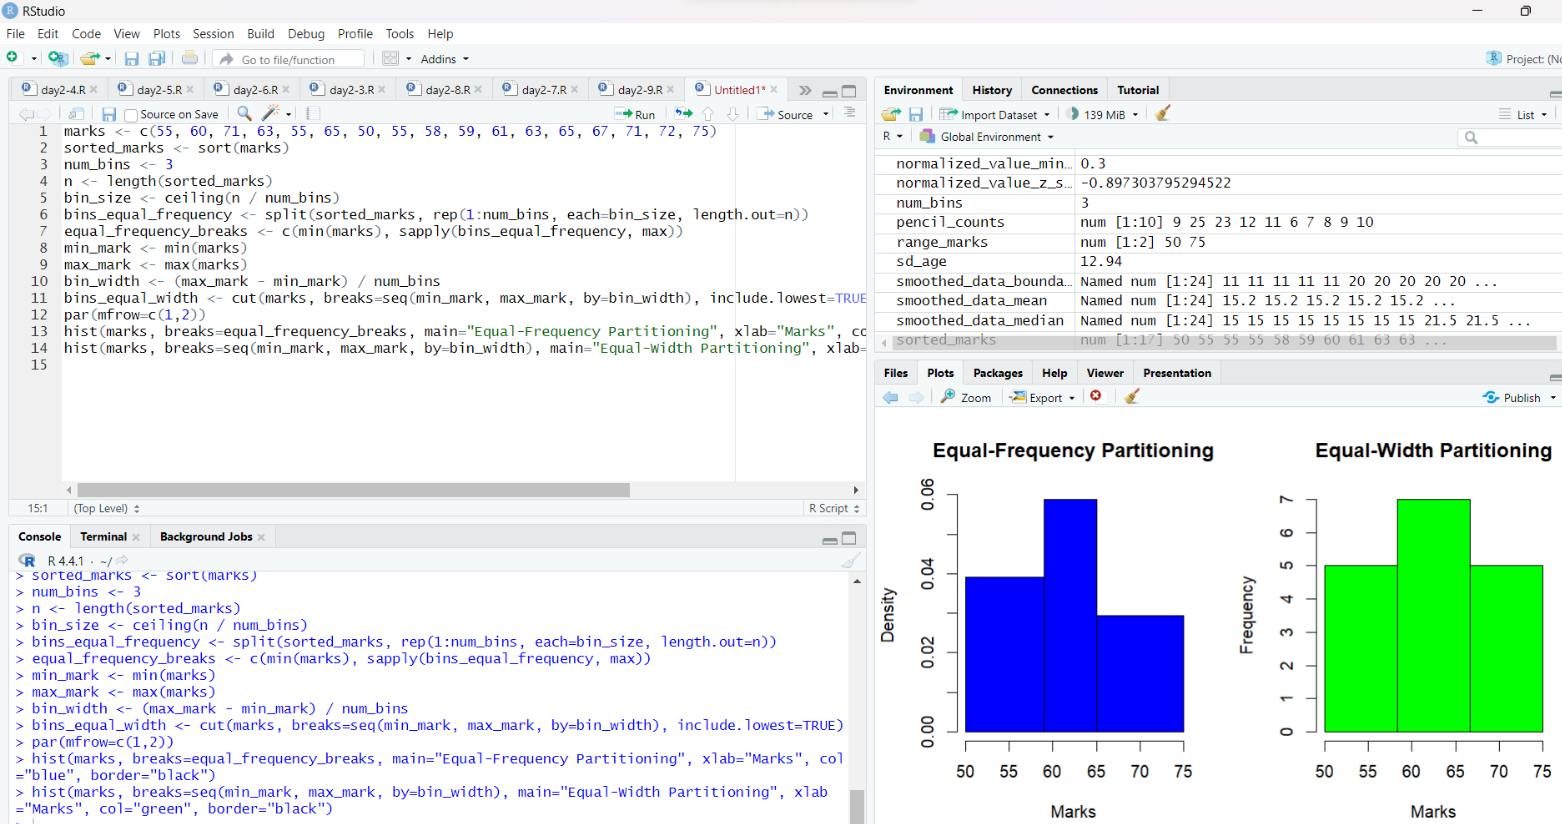 RStudio
File Edit Code View Plots Session Build Debug Profile Tools Help
Go to file/function Addins Project: (No
day2-4.R day2-5.R day2-6.R day2-3.R day2-8.R day2-7.R day2-9.R Untitled1*
Source on Save Run Source
1 marks <- c(55, 60, 71, 63, 55, 65, 50, 55, 58, 59, 61, 63, 65, 67, 71, 72, 75)
2 sorted_marks <- sort(marks)
3 num_bins <- 3
4 n <- length(sorted_marks)
5 bin_size <- ceiling(n / num_bins)
6 bins_equal_frequency <- split(sorted_marks, rep(1:num_bins, each=bin_size, length.out=n))
7 equal_frequency_breaks <- c(min(marks), sapply(bins_equal_frequency, max))
8 min_mark <- min(marks)
9 max_mark <- max(marks)
10 bin_width <- (max_mark - min_mark) / num_bins
11 bins_equal_width <- cut(marks, breaks=seq(min_mark, max_mark, by=bin_width), include.lowest=TRUE
12 par(mfrow=c(1,2))
13 hist(marks, breaks=equal_frequency_breaks, main="Equal-Frequency Partitioning", xlab="Marks", co
14 hist(marks, breaks=seq(min_mark, max_mark, by=bin_width), main="Equal-Width Partitioning", xlab=
15
15:1 (Top Level) R Script
Console Terminal Background Jobs
R 4.4.1 · ~/
> sorted_marks <- sort(marks)
> num_bins <- 3
> n <- length(sorted_marks)
> bin_size <- ceiling(n / num_bins)
> bins_equal_frequency <- split(sorted_marks, rep(1:num_bins, each=bin_size, length.out=n))
> equal_frequency_breaks <- c(min(marks), sapply(bins_equal_frequency, max))
> min_mark <- min(marks)
> max_mark <- max(marks)
> bin_width <- (max_mark - min_mark) / num_bins
> bins_equal_width <- cut(marks, breaks=seq(min_mark, max_mark, by=bin_width), include.lowest=TRUE)
> par(mfrow=c(1,2))
> hist(marks, breaks=equal_frequency_breaks, main="Equal-Frequency Partitioning", xlab="Marks", col
="blue", border="black")
> hist(marks, breaks=seq(min_mark, max_mark, by=bin_width), main="Equal-Width Partitioning", xlab
="Marks", col="green", border="black")
Environment History Connections Tutorial
Import Dataset 139 MiB List
R Global Environment
normalized_value_min… 0.3
normalized_value_z_s… -0.897303795294522
num_bins 3
pencil_counts num [1:10] 9 25 23 12 11 6 7 8 9 10
range_marks num [1:2] 50 75
sd_age 12.94
smoothed_data_bounda… Named num [1:24] 11 11 11 11 11 20 20 20 20 20 ...
smoothed_data_mean Named num [1:24] 15.2 15.2 15.2 15.2 15.2 ...
smoothed_data_median Named num [1:24] 15 15 15 15 15 15 15 15 21.5 21.5 ...
sorted_marks num [1:17] 50 55 55 55 58 59 60 61 63 63 ...
Files Plots Packages Help Viewer Presentation
Zoom Export Publish
Equal-Frequency Partitioning
Density
0.06
0.04
0.02
0.00
50 55 60 65 70 75
Marks
Equal-Width Partitioning
Frequency
7
6
5
4
3
2
1
0
50 55 60 65 70 75
Marks